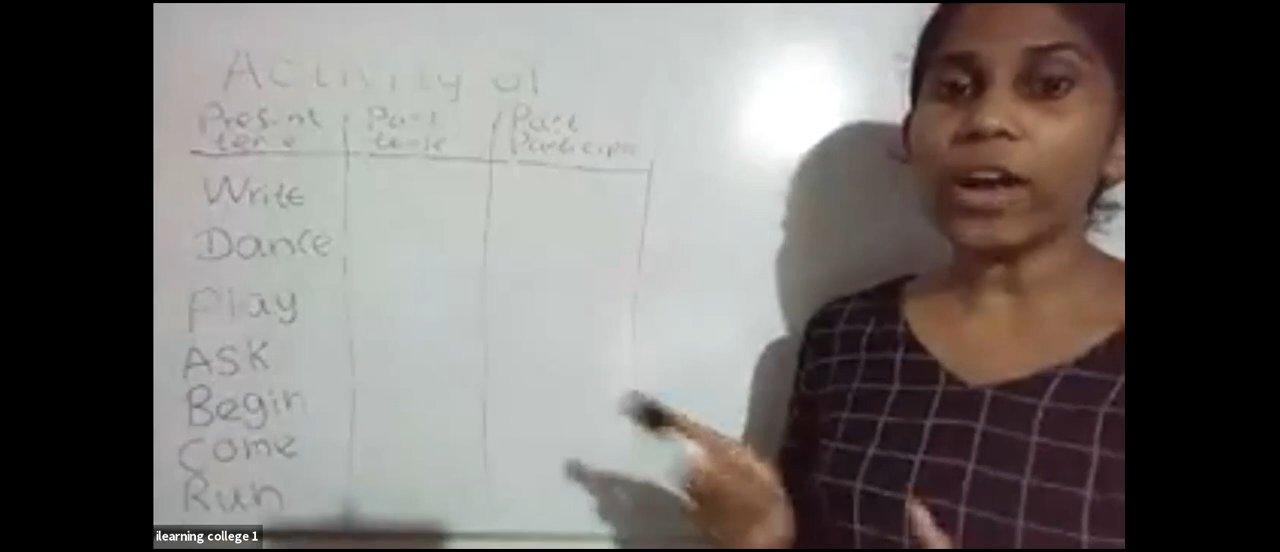 Activity 01
Present tense Past tense Past Participle
Write
Dance
Play
ASK
Begin
Come
Run
ilearning college 1